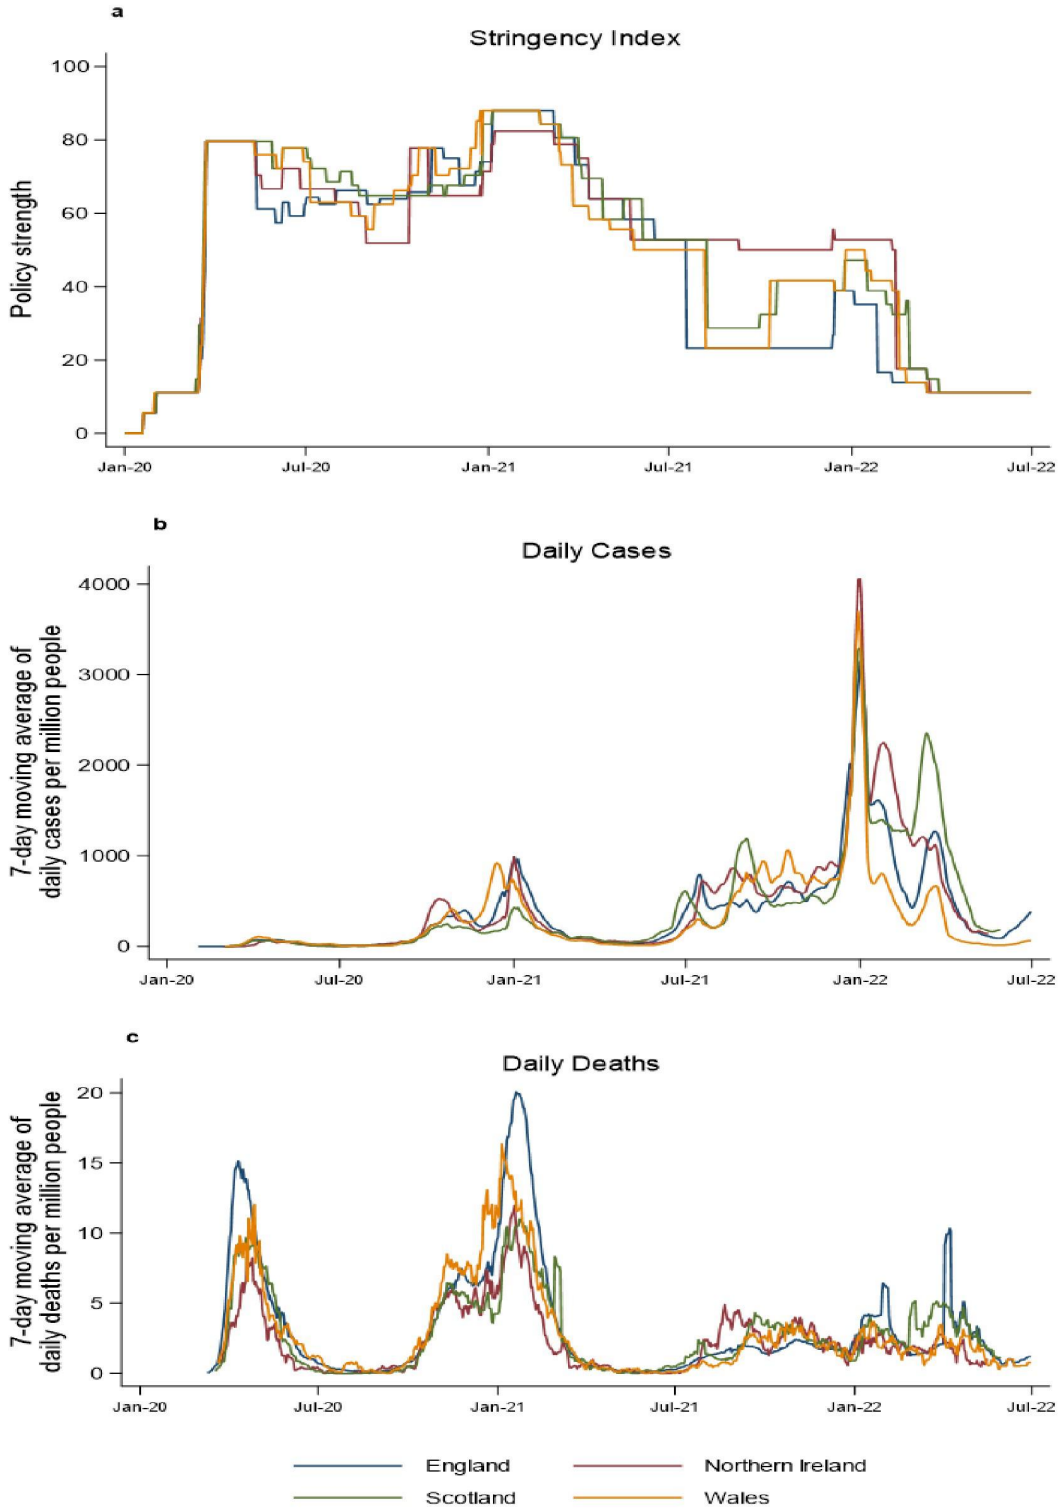 a
Stringency Index
Policy strength
100
80
60
40
20
0
Jan-20 Jul-20 Jan-21 Jul-21 Jan-22 Jul-22
b
Daily Cases
7-day moving average of
daily cases per million people
4000
3000
2000
1000
0
Jan-20 Jul-20 Jan-21 Jul-21 Jan-22 Jul-22
c
Daily Deaths
7-day moving average of
daily deaths per million people
20
15
10
5
0
Jan-20 Jul-20 Jan-21 Jul-21 Jan-22 Jul-22
England Northern Ireland
Scotland Wales